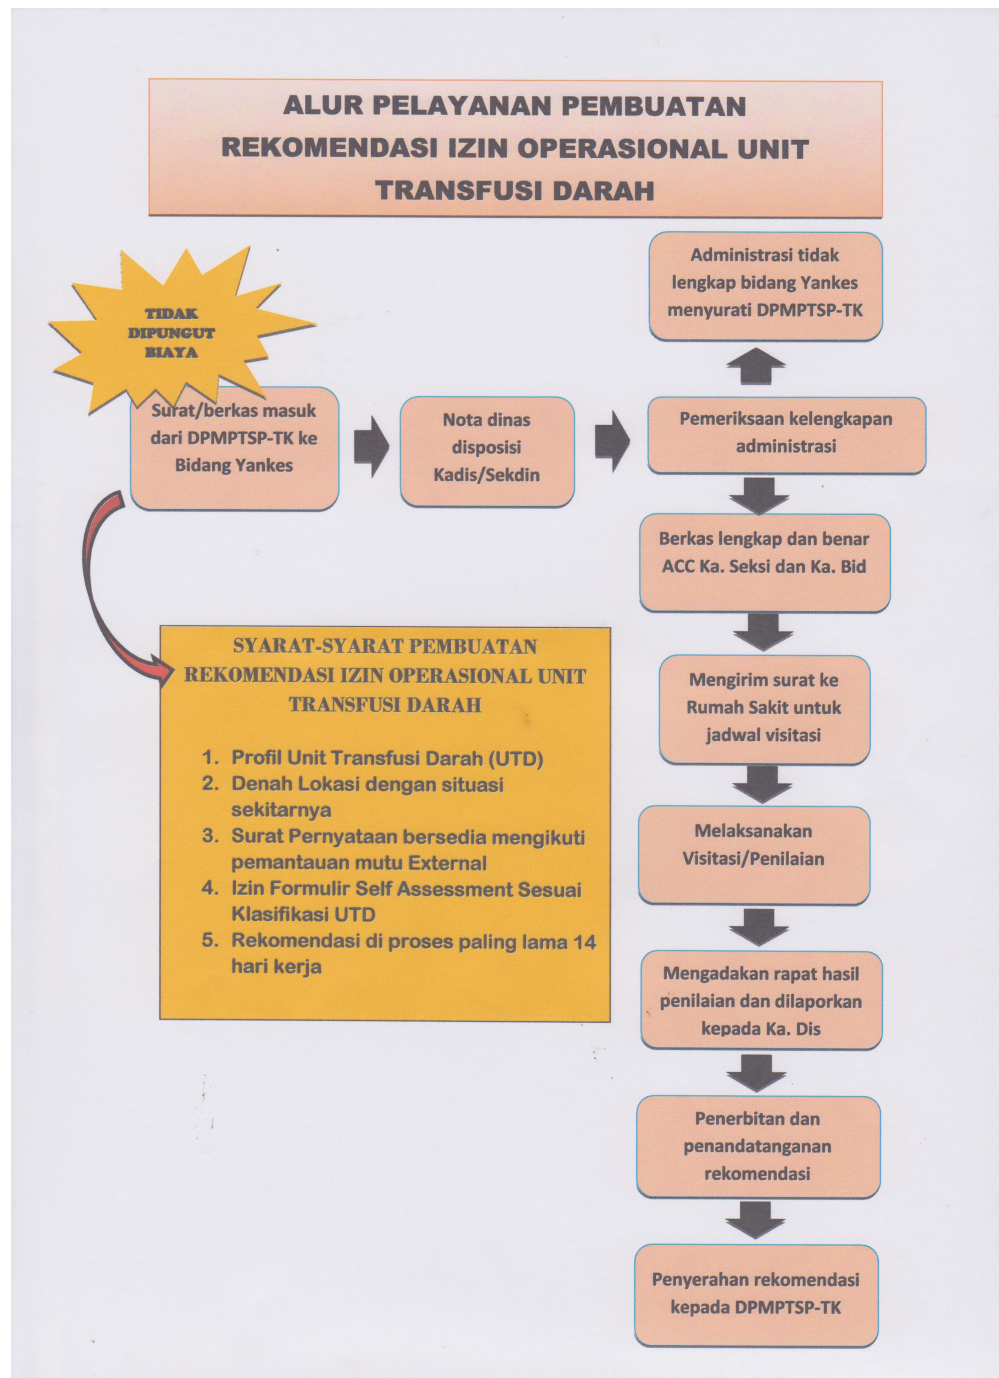 ALUR PELAYANAN PEMBUATAN
REKOMENDASI IZIN OPERASIONAL UNIT
TRANSFUSI DARAH
TIDAK
DIPUNGUT
BIAYA
Surat/berkas masuk
dari DPMPTSP-TK ke
Bidang Yankes
Nota dinas
disposisi
Kadis/Sekdin
Administrasi tidak
lengkap bidang Yankes
menyurati DPMPTSP-TK
Pemeriksaan kelengkapan
administrasi
Berkas lengkap dan benar
ACC Ka. Seksi dan Ka. Bid
Mengirim surat ke
Rumah Sakit untuk
jadwal visitasi
Melaksanakan
Visitasi/Penilaian
Mengadakan rapat hasil
penilaian dan dilaporkan
kepada Ka. Dis
Penerbitan dan
penandatanganan
rekomendasi
Penyerahan rekomendasi
kepada DPMPTSP-TK
SYARAT-SYARAT PEMBUATAN
REKOMENDASI IZIN OPERASIONAL UNIT
TRANSFUSI DARAH
1. Profil Unit Transfusi Darah (UTD)
2. Denah Lokasi dengan situasi
sekitarnya
3. Surat Pernyataan bersedia mengikuti
pemantauan mutu External
4. Izin Formulir Self Assessment Sesuai
Klasifikasi UTD
5. Rekomendasi di proses paling lama 14
hari kerja